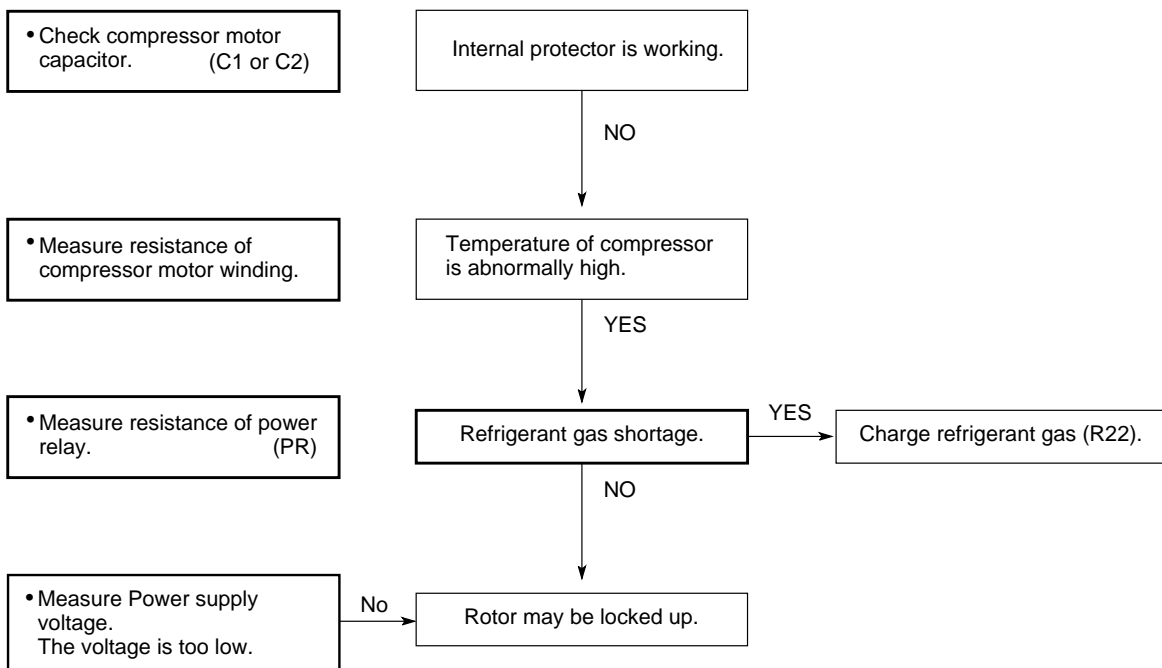 • Check compressor motor
capacitor. (C1 or C2)
Internal protector is working.
NO
• Measure resistance of
compressor motor winding.
Temperature of compressor
is abnormally high.
YES
• Measure resistance of power
relay. (PR)
Refrigerant gas shortage.
YES
Charge refrigerant gas (R22).
NO
• Measure Power supply
voltage.
The voltage is too low.
No
Rotor may be locked up.